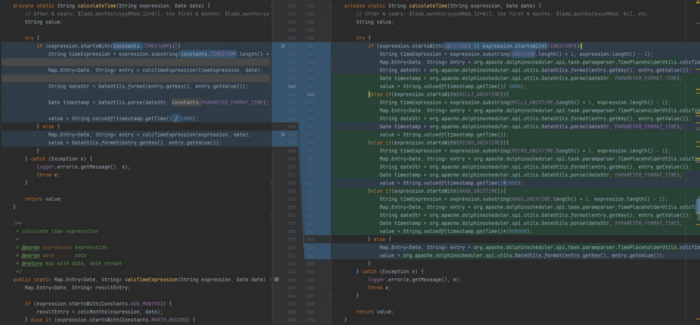 private static String calculateTime(String expression, Date date) {
// After N years: $[add_months(yyyyMMdd,12*N)], the first N months: $[add_months(yyyyMMdd,-N)], etc
String value;
try {
if (expression.startsWith(Constants.TIMESTAMP)) {
String timeExpression = expression.substring(Constants.TIMESTAMP.length() +
Map.Entry<Date, String> entry = calcTimeExpression(timeExpression, date);
String dateStr = DateUtils.format(entry.getKey(), entry.getValue());
Date timestamp = DateUtils.parse(dateStr, Constants.PARAMETER_FORMAT_TIME);
value = String.valueOf(timestamp.getTime() / 1000);
} else {
Map.Entry<Date, String> entry = calcTimeExpression(expression, date);
value = DateUtils.format(entry.getKey(), entry.getValue());
}
} catch (Exception e) {
logger.error(e.getMessage(), e);
throw e;
}
return value;
}
/**
* calculate time expression
*
* @param expression expression
* @param date date
* @return map with date, date format
*/
public static Map.Entry<Date, String> calcTimeExpression(String expression, Date date) {
Map.Entry<Date, String> resultEntry;
if (expression.startsWith(Constants.ADD_MONTHS)) {
resultEntry = calcMonths(expression, date);
} else if (expression.startsWith(Constants.MONTH_BEGIN)) {
private static String calculateTime(String expression, Date date) {
// After N years: $[add_months(yyyyMMdd,12*N)], the first N months: $[add_months(yyyyMMdd,-N)], etc
String value;
try {
if (expression.startsWith(UNIXTIME) || expression.startsWith(TIMESTAMP)){
String timeExpression = expression.substring(UNIXTIME.length() + 1, expression.length() - 1);
Map.Entry<Date, String> entry = org.apache.dolphinscheduler.spi.task.paramparser.TimePlaceholderUtils.calcTi
String dateStr = org.apache.dolphinscheduler.spi.utils.DateUtils.format(entry.getKey(), entry.getValue());
Date timestamp = org.apache.dolphinscheduler.spi.utils.DateUtils.parse(dateStr, PARAMETER_FORMAT_TIME);
value = String.valueOf(timestamp.getTime() / 1000);
}else if(expression.startsWith(MILLI_UNIXTIME)){
String timeExpression = expression.substring(MILLI_UNIXTIME.length() + 1, expression.length() - 1);
Map.Entry<Date, String> entry = org.apache.dolphinscheduler.spi.task.paramparser.TimePlaceholderUtils.calcTi
String dateStr = org.apache.dolphinscheduler.spi.utils.DateUtils.format(entry.getKey(), entry.getValue());
Date timestamp = org.apache.dolphinscheduler.spi.utils.DateUtils.parse(dateStr, PARAMETER_FORMAT_TIME);
value = String.valueOf(timestamp.getTime());
}else if(expression.startsWith(MICRO_UNIXTIME)){
String timeExpression = expression.substring(MICRO_UNIXTIME.length() + 1, expression.length() - 1);
Map.Entry<Date, String> entry = org.apache.dolphinscheduler.spi.task.paramparser.TimePlaceholderUtils.calcTi
String dateStr = org.apache.dolphinscheduler.spi.utils.DateUtils.format(entry.getKey(), entry.getValue());
Date timestamp = org.apache.dolphinscheduler.spi.utils.DateUtils.parse(dateStr, PARAMETER_FORMAT_TIME);
value = String.valueOf(timestamp.getTime()*1000);
}else if(expression.startsWith(NANO_UNIXTIME)){
String timeExpression = expression.substring(NANO_UNIXTIME.length() + 1, expression.length() - 1);
Map.Entry<Date, String> entry = org.apache.dolphinscheduler.spi.task.paramparser.TimePlaceholderUtils.calcTi
String dateStr = org.apache.dolphinscheduler.spi.utils.DateUtils.format(entry.getKey(), entry.getValue());
Date timestamp = org.apache.dolphinscheduler.spi.utils.DateUtils.parse(dateStr, PARAMETER_FORMAT_TIME);
value = String.valueOf(timestamp.getTime()*1000000);
} else {
Map.Entry<Date, String> entry = org.apache.dolphinscheduler.spi.task.paramparser.TimePlaceholderUtils.calcTi
value = org.apache.dolphinscheduler.spi.utils.DateUtils.format(entry.getKey(), entry.getValue());
}
} catch (Exception e) {
logger.error(e.getMessage(), e);
throw e;
}
return value;
}